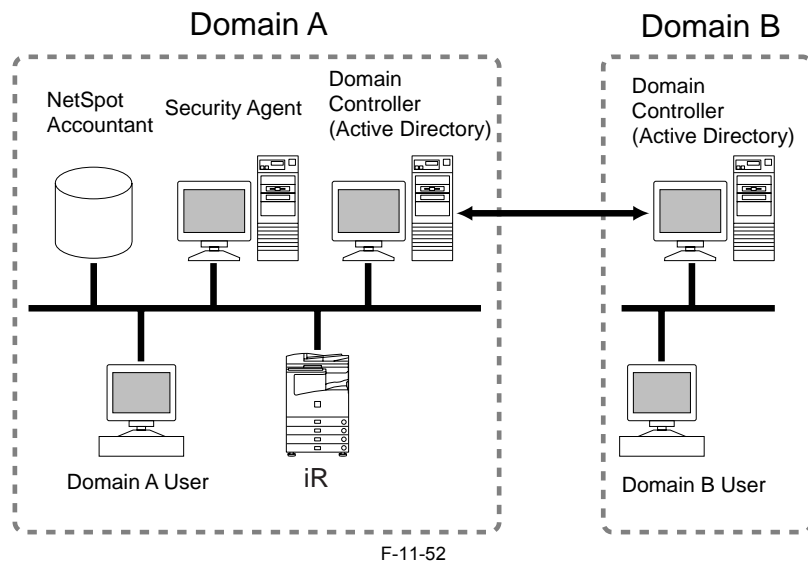 Domain A
Domain B
NetSpot
Accountant
Security Agent
Domain
Controller
(Active Directory)
Domain
Controller
(Active Directory)
Domain A User
iR
Domain B User
F-11-52